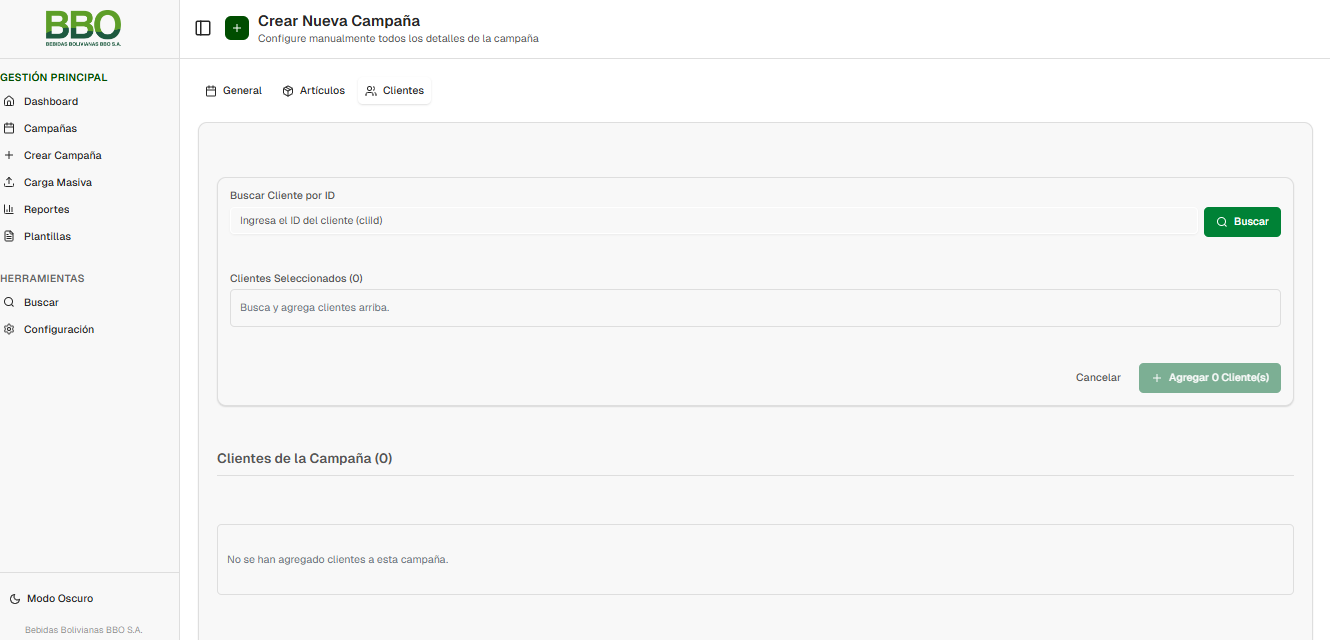 BBO
BEBIDAS BOLIVIANAS BBO S.A.
Crear Nueva Campaña
Configure manualmente todos los detalles de la campaña
GESTIÓN PRINCIPAL
Dashboard
Campañas
Crear Campaña
Carga Masiva
Reportes
Plantillas
HERRAMIENTAS
Buscar
Configuración
Modo Oscuro
Bebidas Bolivianas BBO S.A.
General Artículos Clientes
Buscar Cliente por ID
Ingresa el ID del cliente (cliId) Buscar
Clientes Seleccionados (0)
Busca y agrega clientes arriba.
Cancelar + Agregar 0 Cliente(s)
Clientes de la Campaña (0)
No se han agregado clientes a esta campaña.